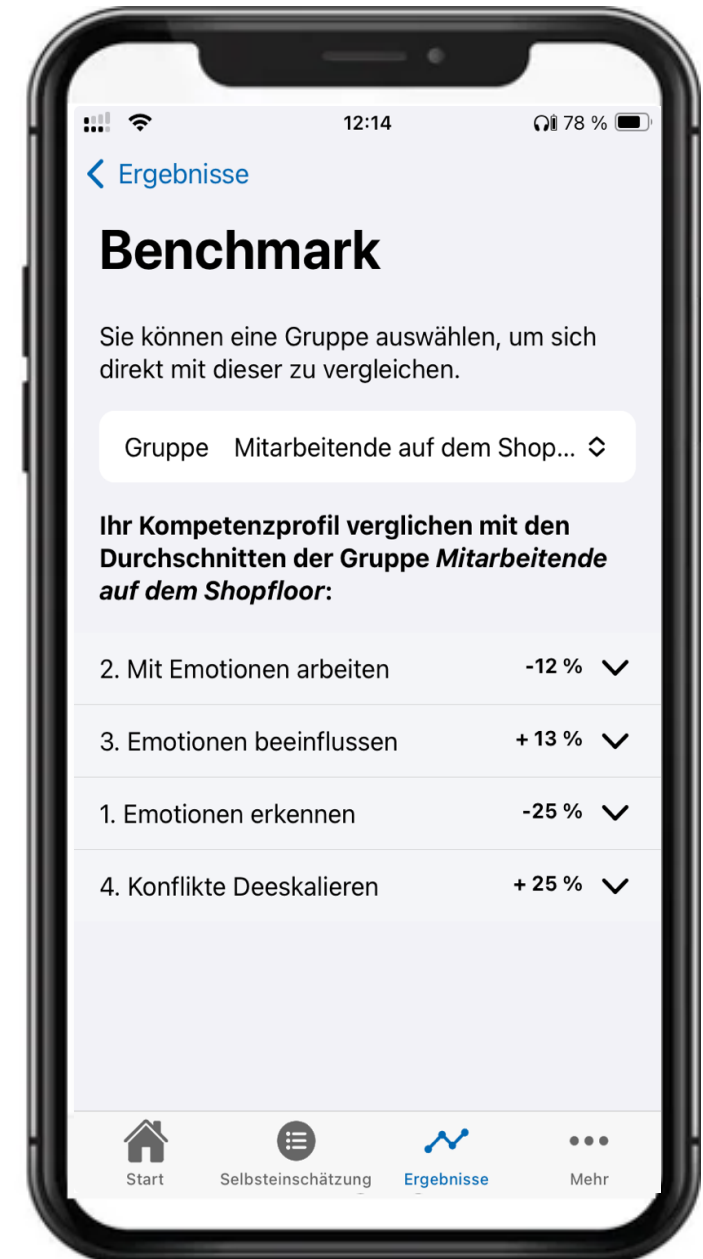 12:14 78 %
Ergebnisse
Benchmark
Sie können eine Gruppe auswählen, um sich
direkt mit dieser zu vergleichen.
Gruppe Mitarbeitende auf dem Shop...
Ihr Kompetenzprofil verglichen mit den
Durchschnitten der Gruppe Mitarbeitende
auf dem Shopfloor:
2. Mit Emotionen arbeiten -12 %
3. Emotionen beeinflussen + 13 %
1. Emotionen erkennen -25 %
4. Konflikte Deeskalieren + 25 %
Start Selbsteinschätzung Ergebnisse Mehr